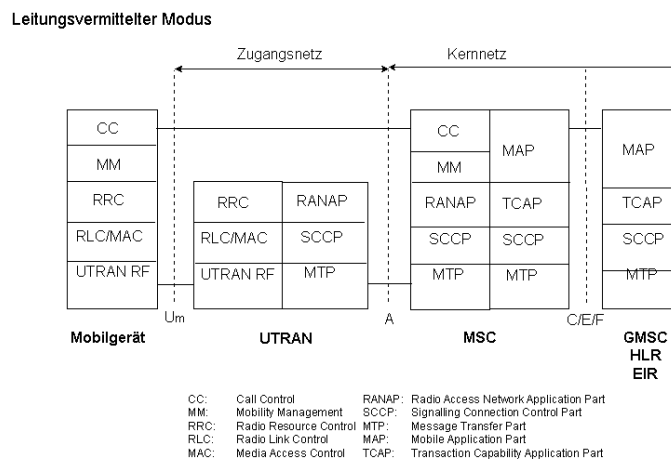 Leitungsvermittelter Modus
Zugangsnetz Kernnetz
CC CC MAP MAP
MM MM
RRC RRC RANAP RANAP TCAP TCAP
RLC/MAC RLC/MAC SCCP SCCP SCCP SCCP
UTRAN RF UTRAN RF MTP MTP MTP MTP
Um A C/E/F
Mobilgerät UTRAN MSC GMSC
HLR
EIR
CC: Call Control RANAP: Radio Access Network Application Part
MM: Mobility Management SCCP: Signalling Connection Control Part
RRC: Radio Resource Control MTP: Message Transfer Part
RLC: Radio Link Control MAP: Mobile Application Part
MAC: Media Access Control TCAP: Transaction Capability Application Part